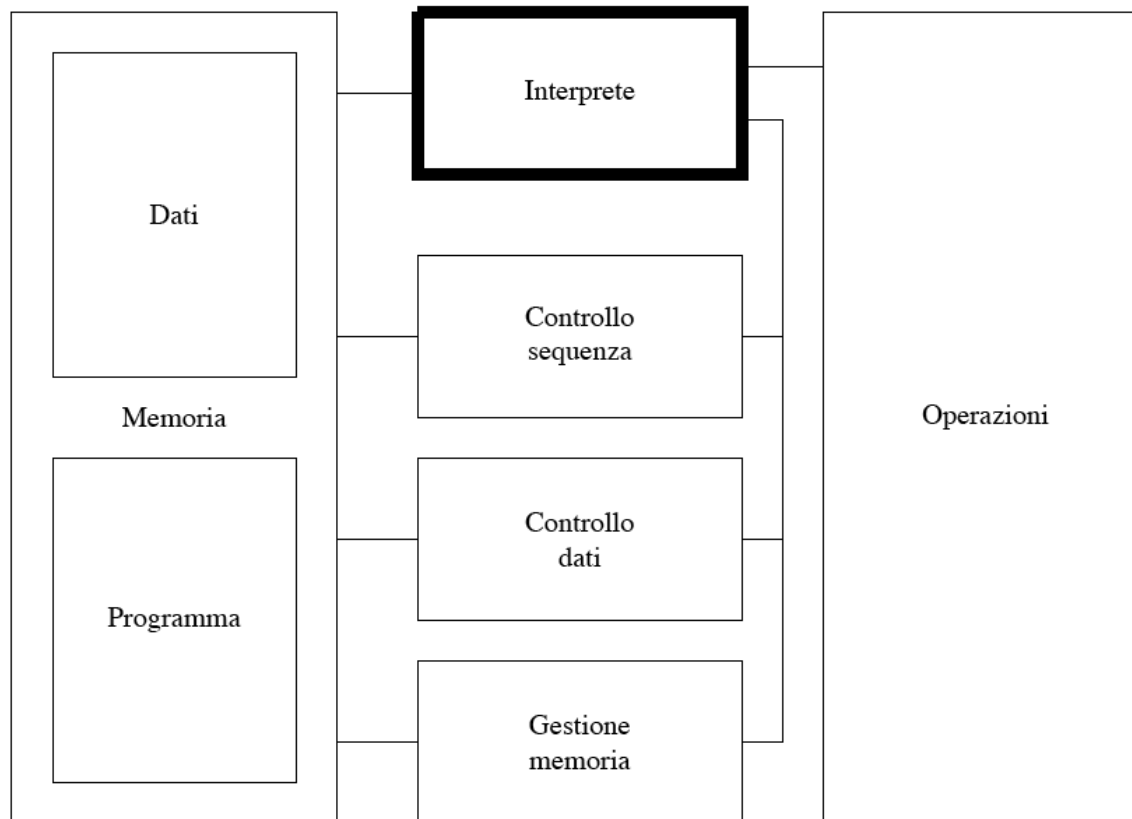 Interprete
Dati
Controllo
sequenza
Memoria
Operazioni
Controllo
dati
Programma
Gestione
memoria